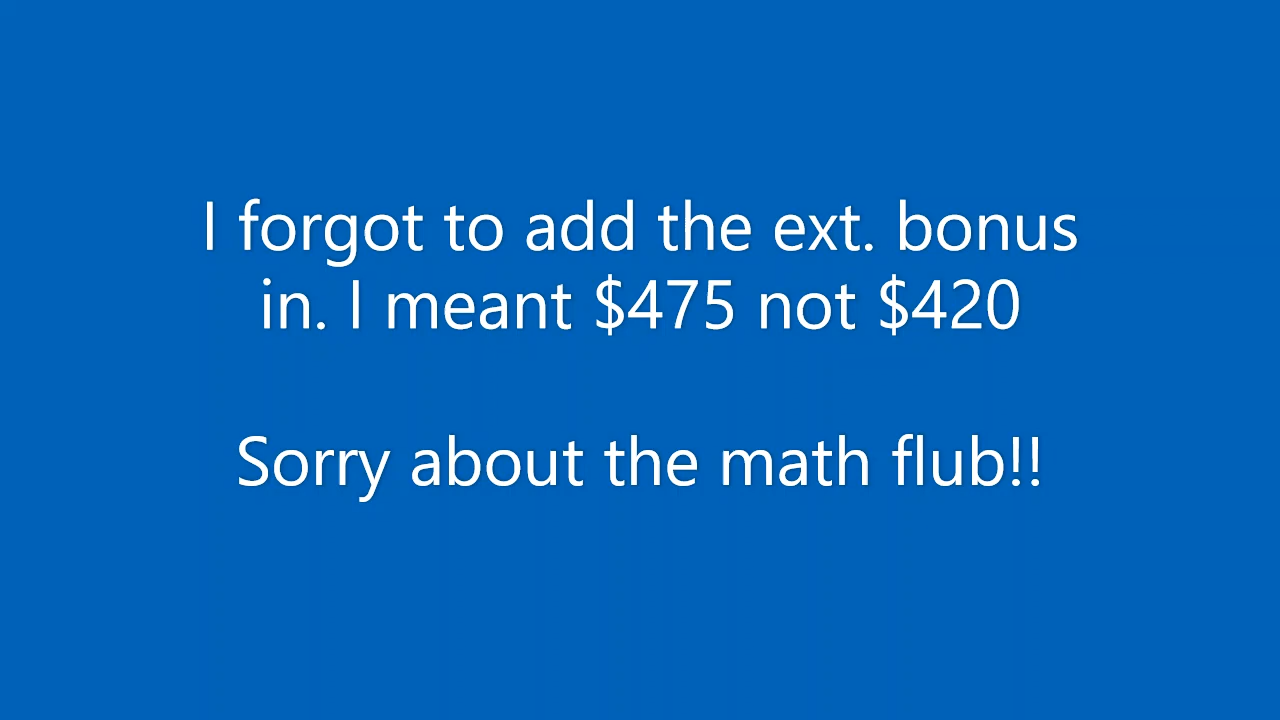 I forgot to add the ext. bonus
in. I meant $475 not $420
Sorry about the math flub!!